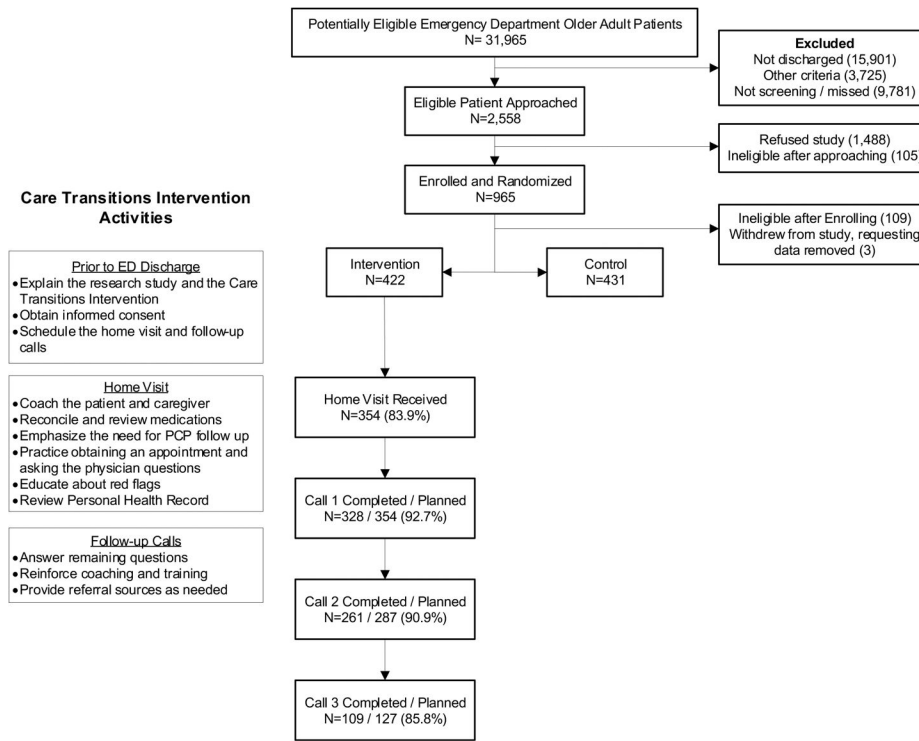 Potentially Eligible Emergency Department Older Adult Patients
N= 31,965
Excluded
Not discharged (15,901)
Other criteria (3,725)
Not screening / missed (9,781)
Eligible Patient Approached
N=2,558
Refused study (1,488)
Ineligible after approaching (105)
Enrolled and Randomized
N=965
Ineligible after Enrolling (109)
Withdrew from study, requesting
data removed (3)
Intervention
N=422
Control
N=431
Home Visit Received
N=354 (83.9%)
Call 1 Completed / Planned
N=328 / 354 (92.7%)
Call 2 Completed / Planned
N=261 / 287 (90.9%)
Call 3 Completed / Planned
N=109 / 127 (85.8%)
Care Transitions Intervention
Activities
Prior to ED Discharge
•Explain the research study and the Care
Transitions Intervention
•Obtain informed consent
•Schedule the home visit and follow-up
calls
Home Visit
•Coach the patient and caregiver
•Reconcile and review medications
•Emphasize the need for PCP follow up
•Practice obtaining an appointment and
asking the physician questions
•Educate about red flags
•Review Personal Health Record
Follow-up Calls
•Answer remaining questions
•Reinforce coaching and training
•Provide referral sources as needed